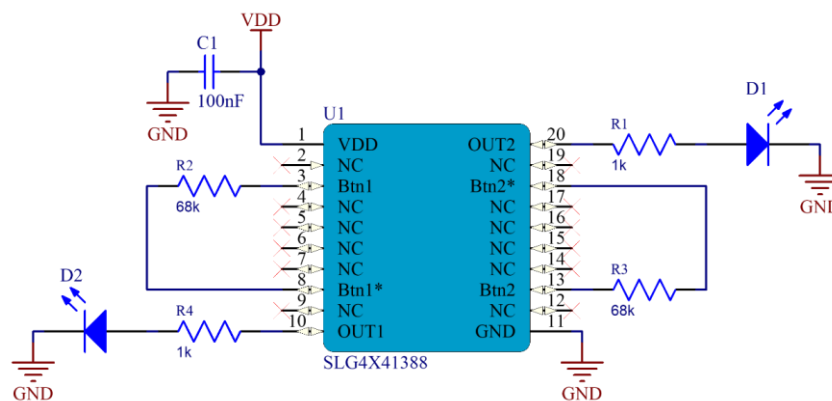 VDD
C1
100nF
GND
U1
1
VDD
OUT2
20
R1
1k
D1
GND
2
NC
NC
19
R2
68k
3
Btn1
Btn2*
18
4
NC
NC
17
5
NC
NC
16
6
NC
NC
15
7
NC
NC
14
8
Btn1*
Btn2
13
R3
68k
9
NC
NC
12
D2
GND
R4
1k
10
OUT1
GND
11
GND
SLG4X41388